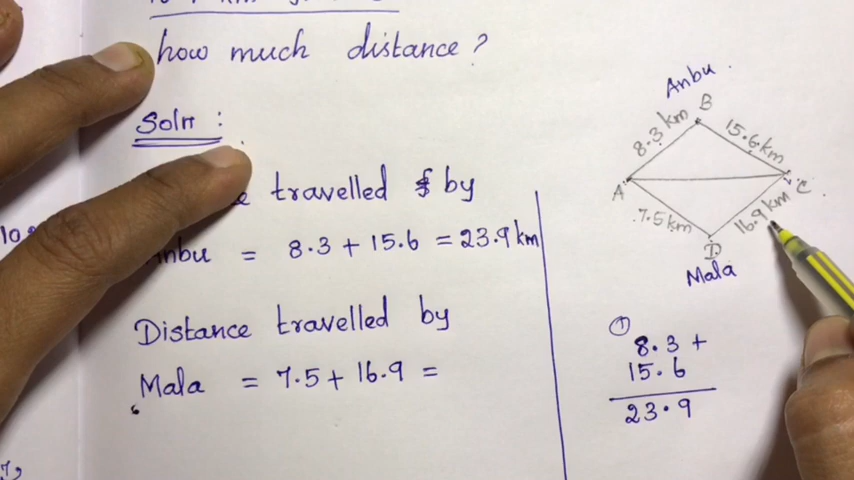 how much distance?
Soln :
travelled by
Anbu = 8.3 + 15.6 = 23.9 km
Distance travelled by
Mala = 7.5 + 16.9 =
Anbu
B
8.3 km
15.6 km
A
C
7.5 km
16.9 km
D
Mala
1
8.3 +
15.6
23.9